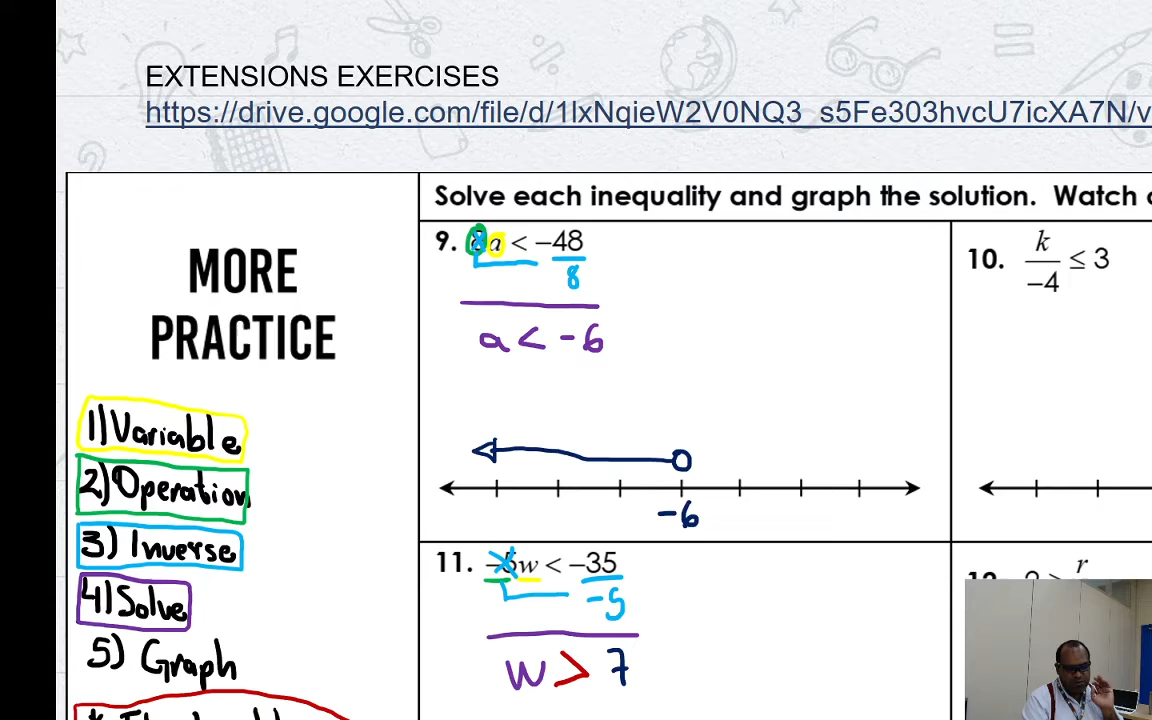 EXTENSIONS EXERCISES
https://drive.google.com/file/d/1lxNqieW2V0NQ3_s5Fe303hvcU7icXA7N/v
Solve each inequality and graph the solution. Watch
MORE
PRACTICE
1) Variable
2) Operation
3) Inverse
4) Solve
5) Graph
9. 8a < −48
8
a < -6
-6
10. k/−4 ≤ 3
11. −5w < −35
-5
w > 7
r